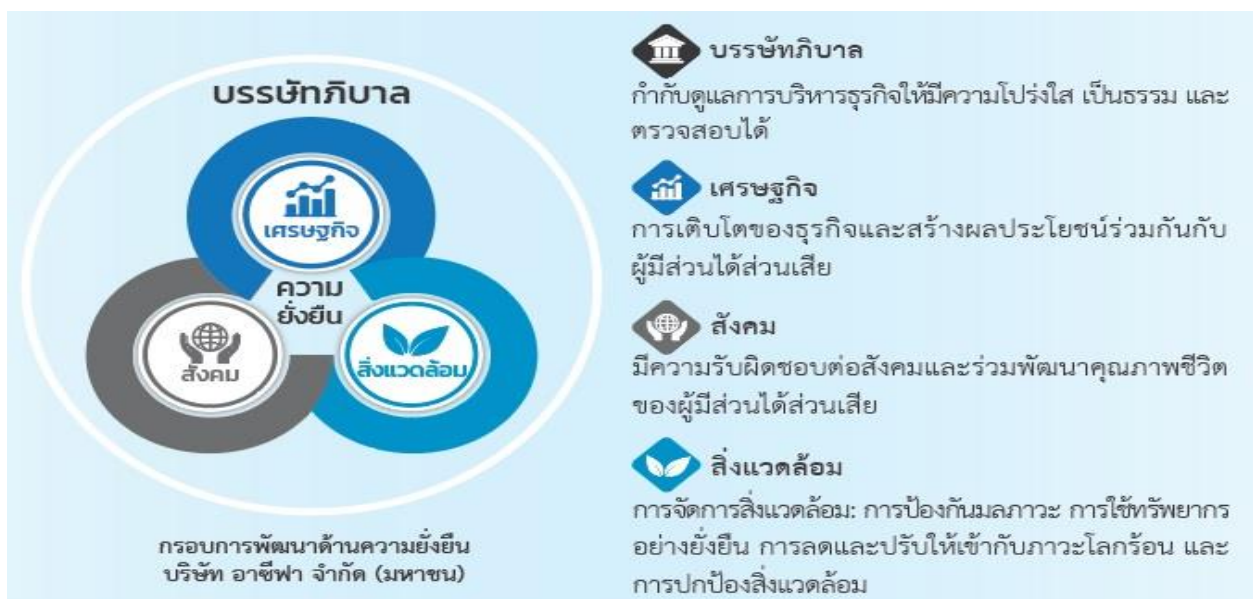 บรรษัทภิบาล
เศรษฐกิจ
ความ
ยั่งยืน
สังคม
สิ่งแวดล้อม
กรอบการพัฒนาด้านความยั่งยืน
บริษัท อาซีฟา จำกัด (มหาชน)
บรรษัทภิบาล
กำกับดูแลการบริหารธุรกิจให้มีความโปร่งใส เป็นธรรม และ
ตรวจสอบได้
เศรษฐกิจ
การเติบโตของธุรกิจและสร้างผลประโยชน์ร่วมกันกับ
ผู้มีส่วนได้ส่วนเสีย
สังคม
มีความรับผิดชอบต่อสังคมและร่วมพัฒนาคุณภาพชีวิต
ของผู้มีส่วนได้ส่วนเสีย
สิ่งแวดล้อม
การจัดการสิ่งแวดล้อม: การป้องกันมลภาวะ การใช้ทรัพยากร
อย่างยั่งยืน การลดและปรับให้เข้ากับภาวะโลกร้อน และ
การปกป้องสิ่งแวดล้อม